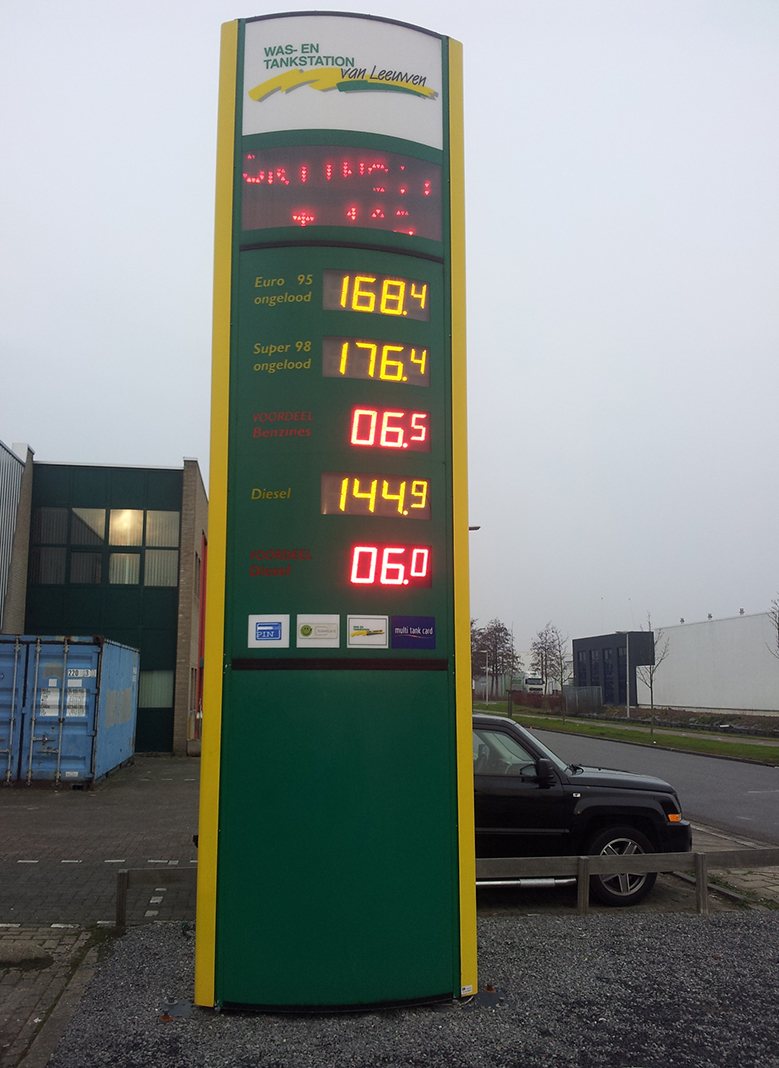 WAS- EN
TANKSTATION
van Leeuwen
Euro 95
ongelood
168.4
Super 98
ongelood
176.4
VOORDEEL
Benzines
06.5
Diesel
144.9
VOORDEEL
Diesel
06.0
PIN
multi tank card